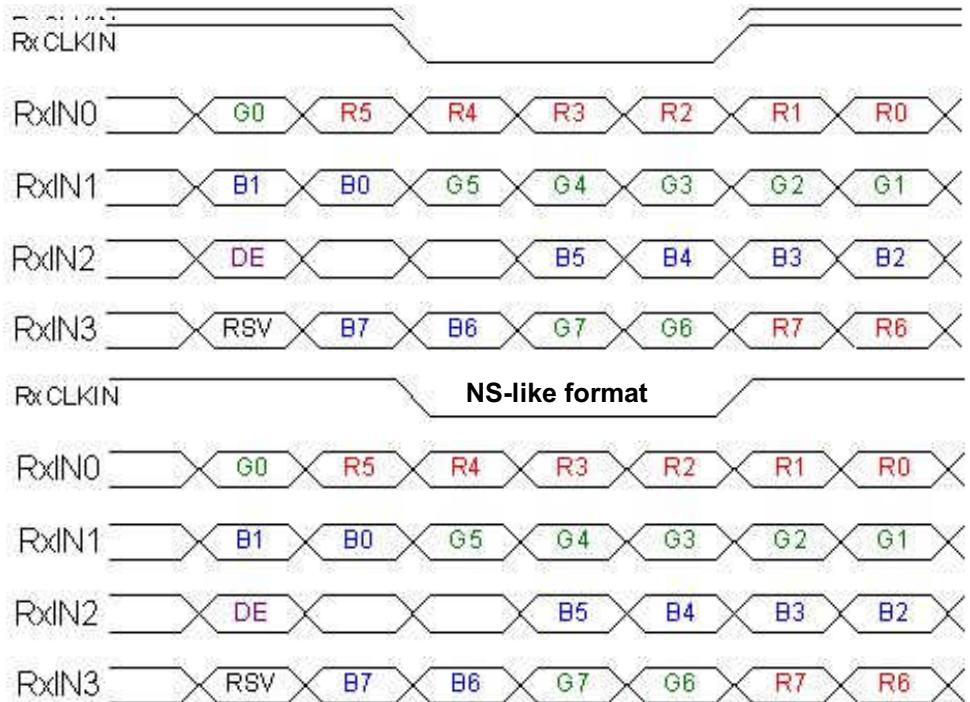 Rx CLKIN
RxIN0 G0 R5 R4 R3 R2 R1 R0
RxIN1 B1 B0 G5 G4 G3 G2 G1
RxIN2 DE B5 B4 B3 B2
RxIN3 RSV B7 B6 G7 G6 R7 R6
Rx CLKIN NS-like format
RxIN0 G0 R5 R4 R3 R2 R1 R0
RxIN1 B1 B0 G5 G4 G3 G2 G1
RxIN2 DE B5 B4 B3 B2
RxIN3 RSV B7 B6 G7 G6 R7 R6